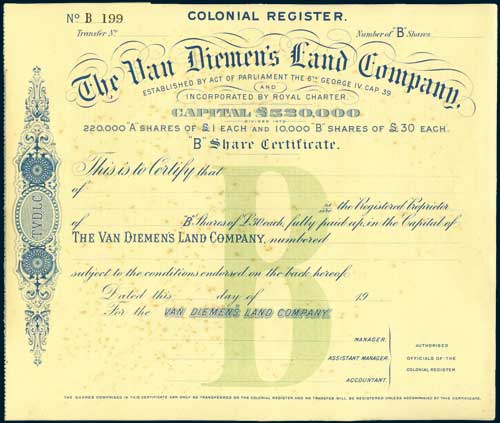 COLONIAL REGISTER.
No B 199
Transfer No
Number of "B" Shares
The Van Diemen's Land Company,
ESTABLISHED BY ACT OF PARLIAMENT THE 6TH GEORGE IV. CAP 39
AND
INCORPORATED BY ROYAL CHARTER.
CAPITAL £520,000
DIVIDED INTO
220,000 "A" SHARES OF £1 EACH AND 10,000 "B" SHARES OF £30 EACH.
"B" Share Certificate.
This is to Certify that
of
is the Registered Proprietor
of "B" Shares of £30 each, fully paid up, in the Capital of
THE VAN DIEMEN'S LAND COMPANY, numbered
subject to the conditions endorsed on the back hereof.
Dated this day of 19
For the VAN DIEMEN'S LAND COMPANY
MANAGER.
ASSISTANT MANAGER.
ACCOUNTANT.
AUTHORISED
OFFICIALS OF THE
COLONIAL REGISTER
THE SHARES COMPRISED IN THIS CERTIFICATE CAN ONLY BE TRANSFERRED ON THE COLONIAL REGISTER AND NO TRANSFER WILL BE REGISTERED UNLESS ACCOMPANIED BY THIS CERTIFICATE.
TVDLC
B